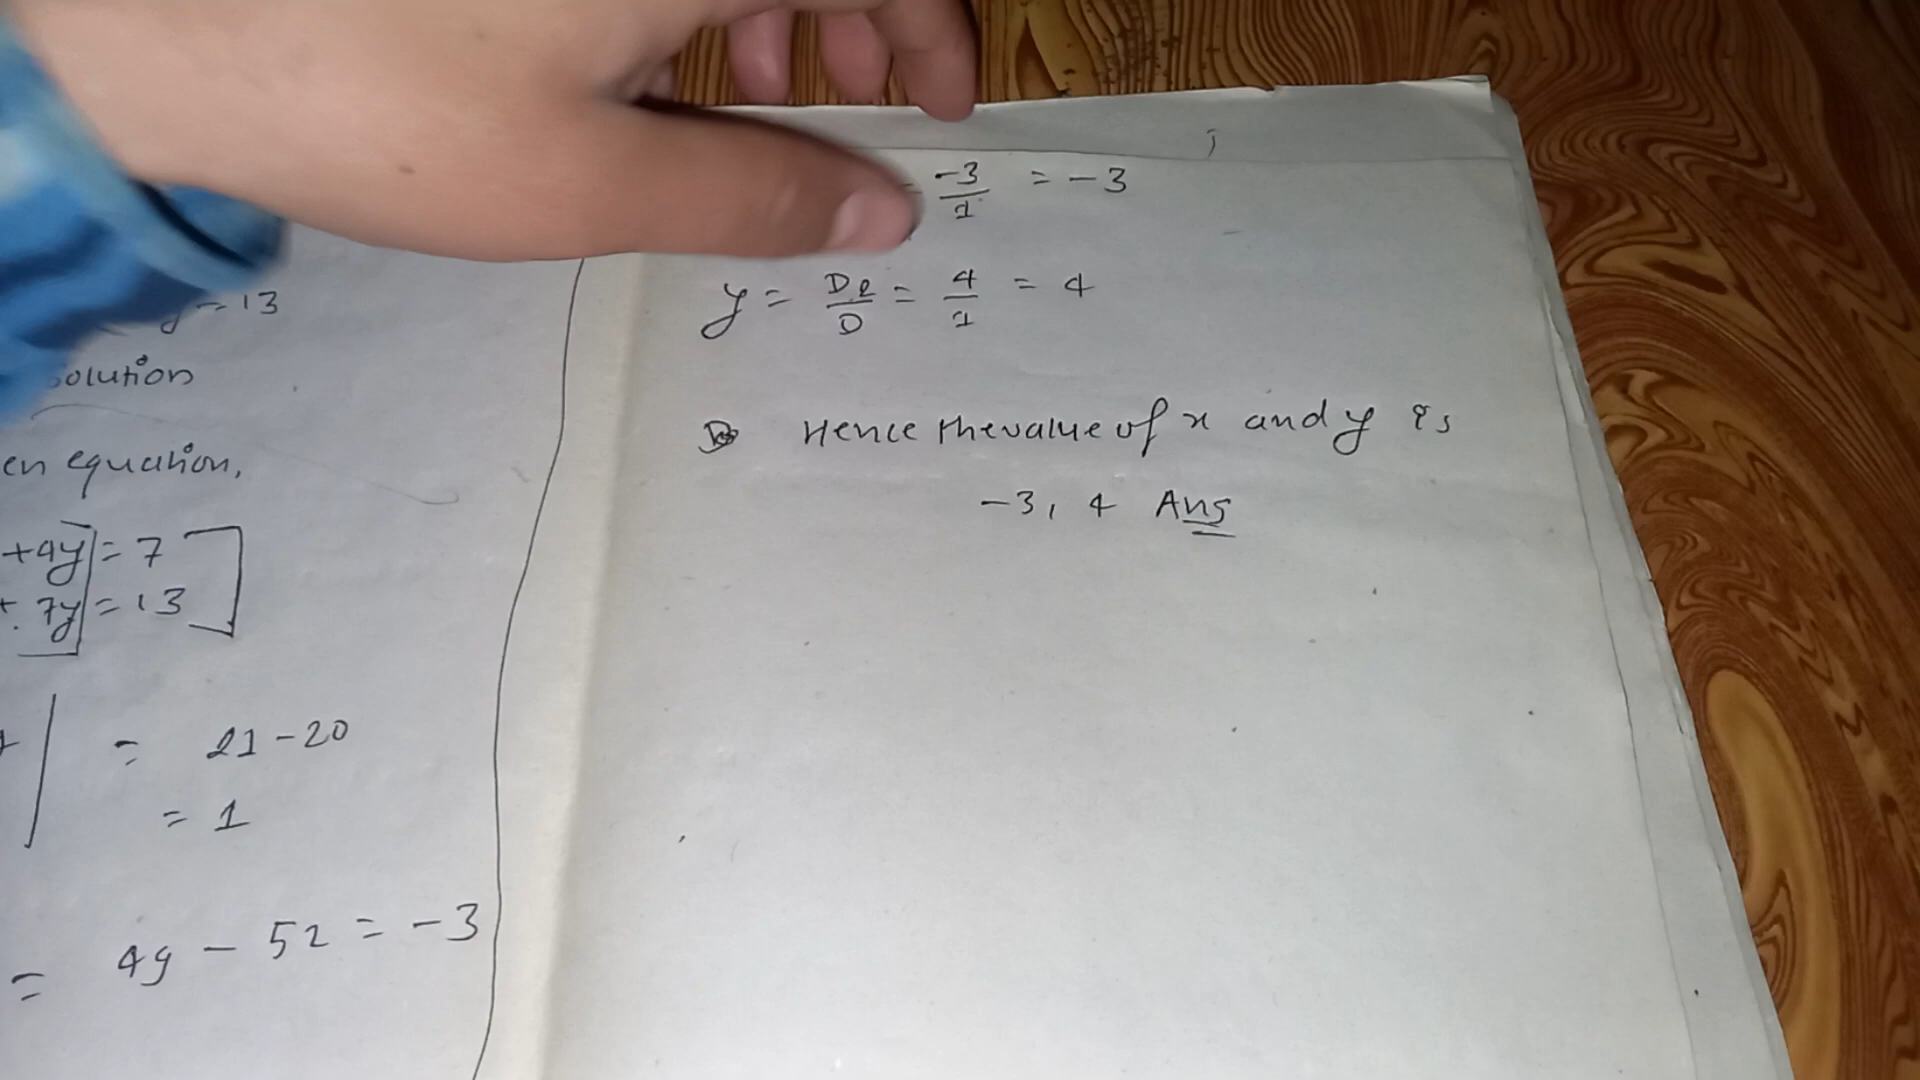 y = 13
solution
en equation,
+4y = 7
+ 7y = 13
= 21 - 20
= 1
= 49 - 52 = -3
-3/1 = -3
y = D2/D = 4/1 = 4
Hence the value of x and y is
-3, 4 Ans